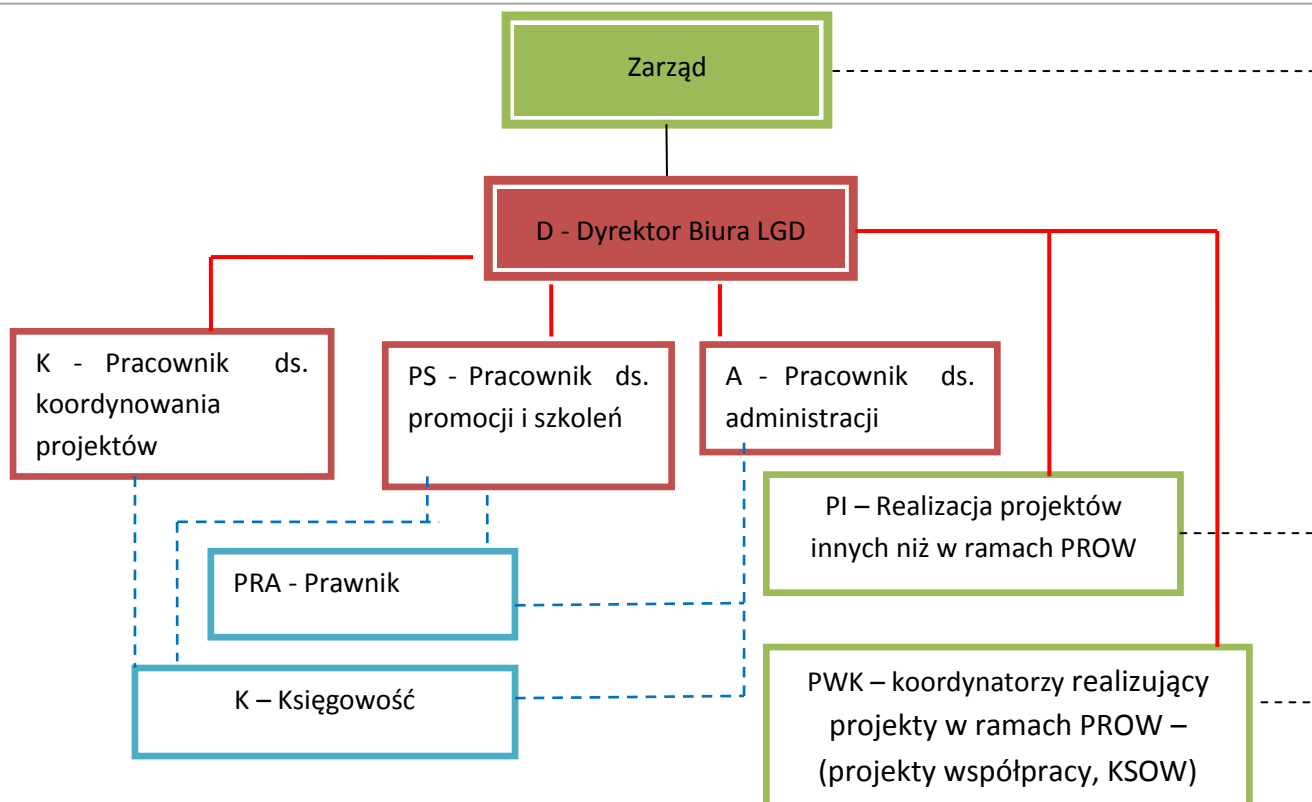 Zarząd
D - Dyrektor Biura LGD
K - Pracownik ds.
koordynowania
projektów
PS - Pracownik ds.
promocji i szkoleń
A - Pracownik ds.
administracji
PI – Realizacja projektów
innych niż w ramach PROW
PRA - Prawnik
K – Księgowość
PWK – koordynatorzy realizujący
projekty w ramach PROW –
(projekty współpracy, KSOW)